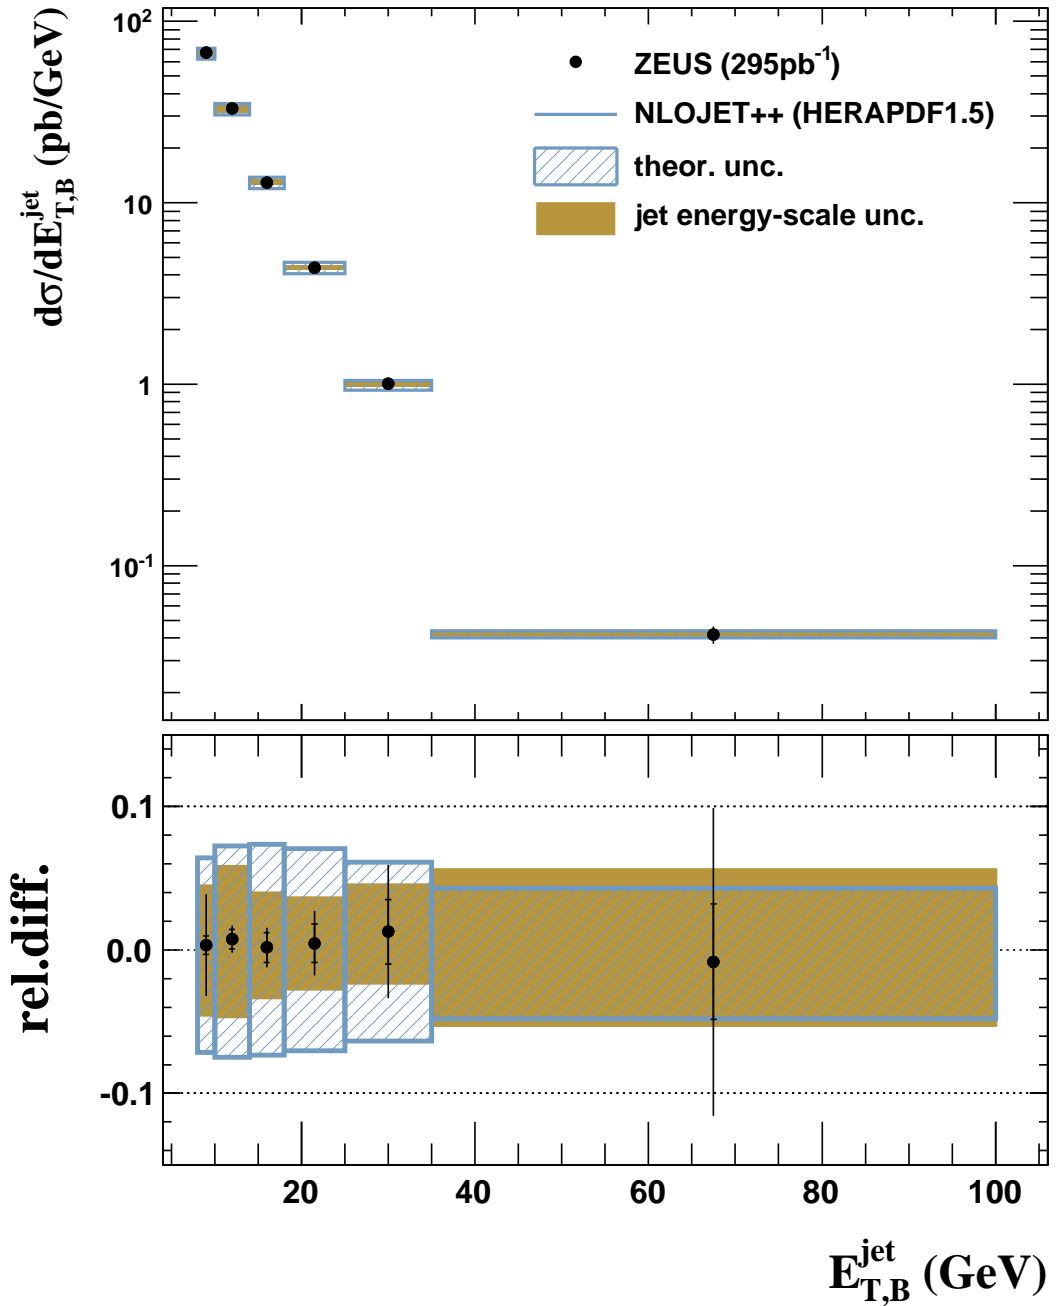 dσ/dE^jet_T,B (pb/GeV)
10²
10
1
10⁻¹
ZEUS (295pb⁻¹)
NLOJET++ (HERAPDF1.5)
theor. unc.
jet energy-scale unc.
rel.diff.
0.1
0.0
-0.1
20 40 60 80 100
E^jet_T,B (GeV)